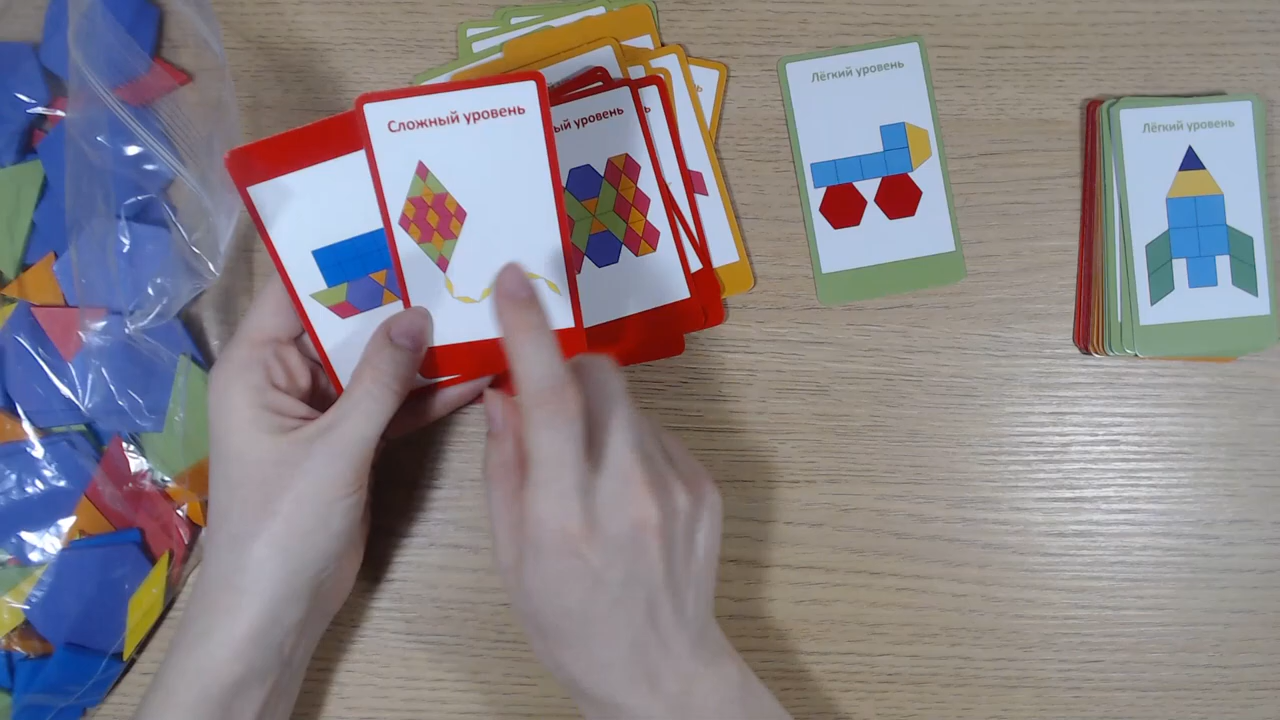 Сложный уровень
ый уровень
Лёгкий уровень
Лёгкий уровень